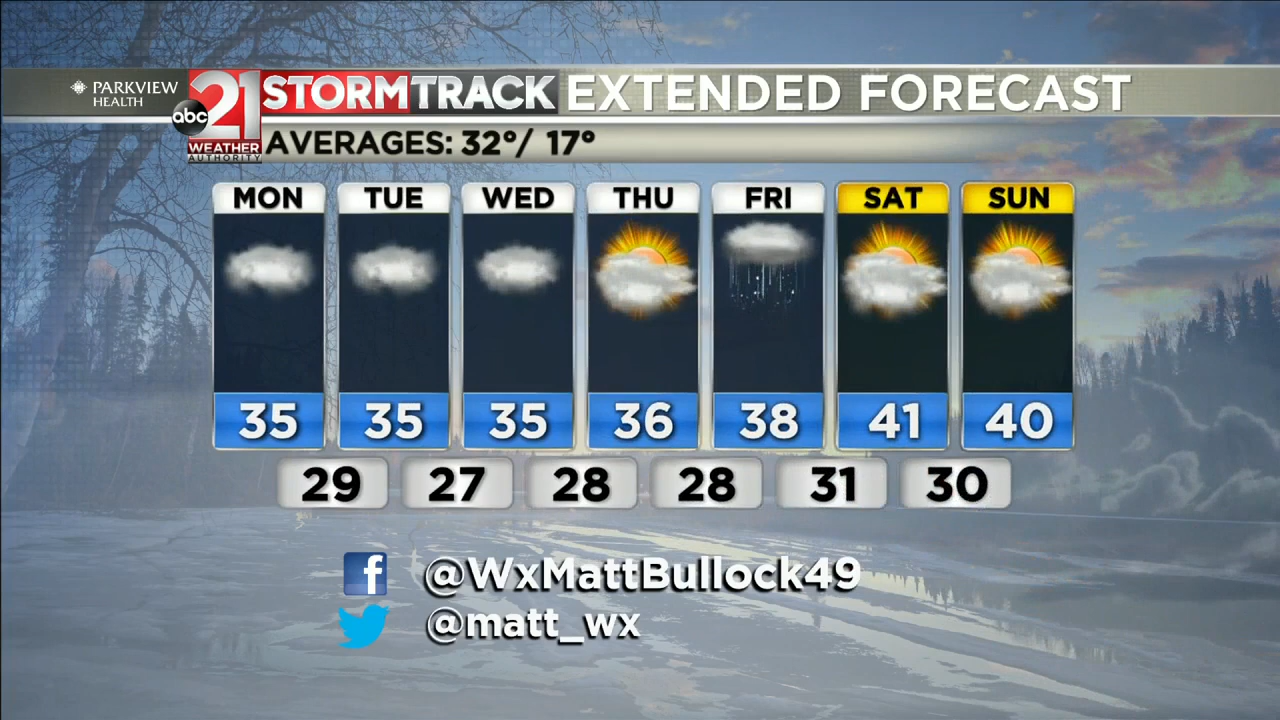 PARKVIEW
HEALTH
abc
21
WEATHER
AUTHORITY
STORMTRACK EXTENDED FORECAST
AVERAGES: 32°/ 17°
MON TUE WED THU FRI SAT SUN
35 35 35 36 38 41 40
29 27 28 28 31 30
f @WxMattBullock49
@matt_wx